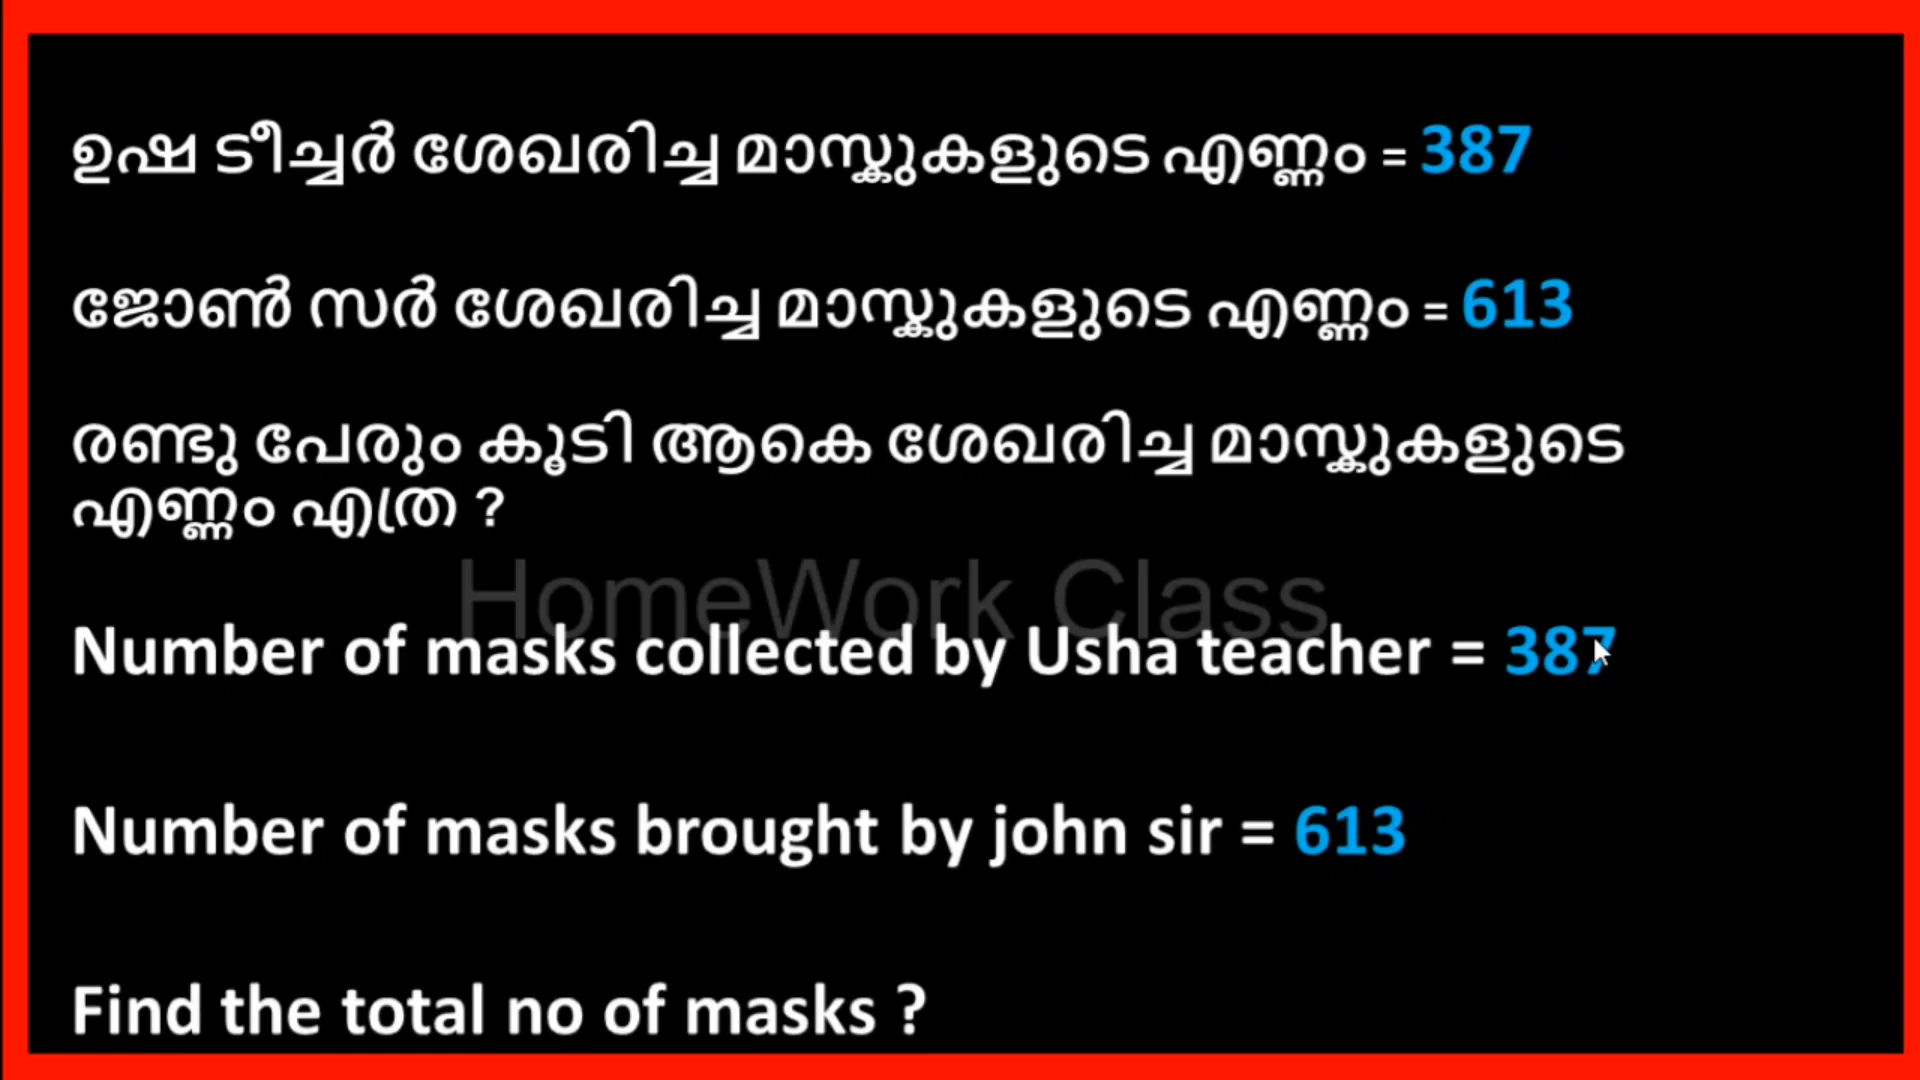 ഉഷ ടീച്ചർ ശേഖരിച്ച മാസ്കുകളുടെ എണ്ണം = 387
ജോൺ സർ ശേഖരിച്ച മാസ്കുകളുടെ എണ്ണം = 613
രണ്ടു പേരും കൂടി ആകെ ശേഖരിച്ച മാസ്കുകളുടെ
എണ്ണം എത്ര ?
HomeWork Class
Number of masks collected by Usha teacher = 387
Number of masks brought by john sir = 613
Find the total no of masks ?